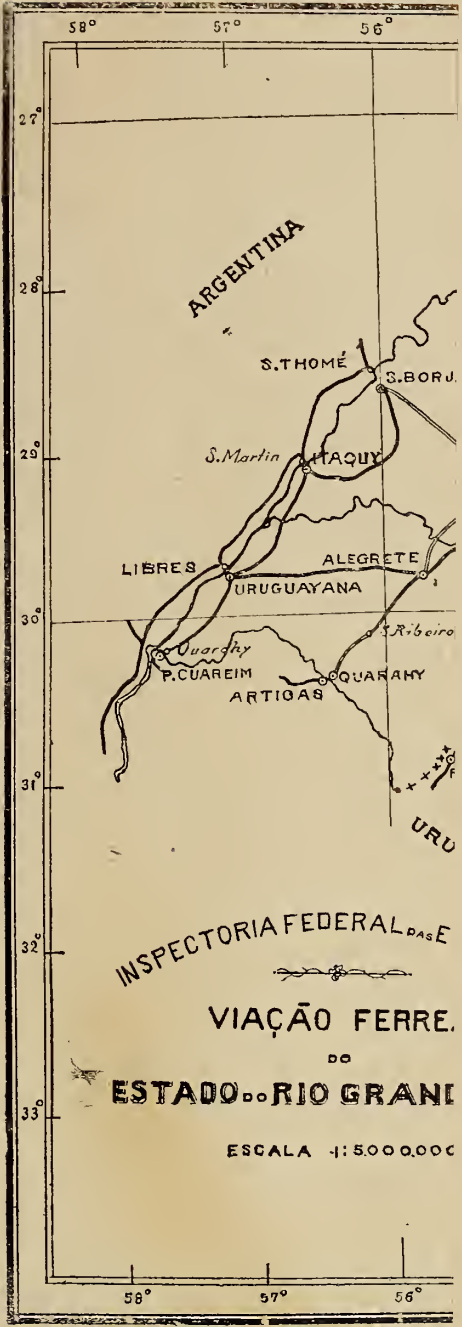 58° 57° 56°
27°
ARGENTINA
28°
S.THOMÉ
S.BORJ
29°
S.Martin
ITAQUY
LIBRES
ALEGRETE
URUGUAYANA
30°
S.Ribeiro
Quarahy
P.CUAREIM
QUARAHY
ARTIGAS
31°
URU
INSPECTORIA FEDERAL DAS E
32°
VIAÇÃO FERRE
DO
ESTADO DO RIO GRAND
33°
ESCALA 1:5.000.000
58° 57° 56°